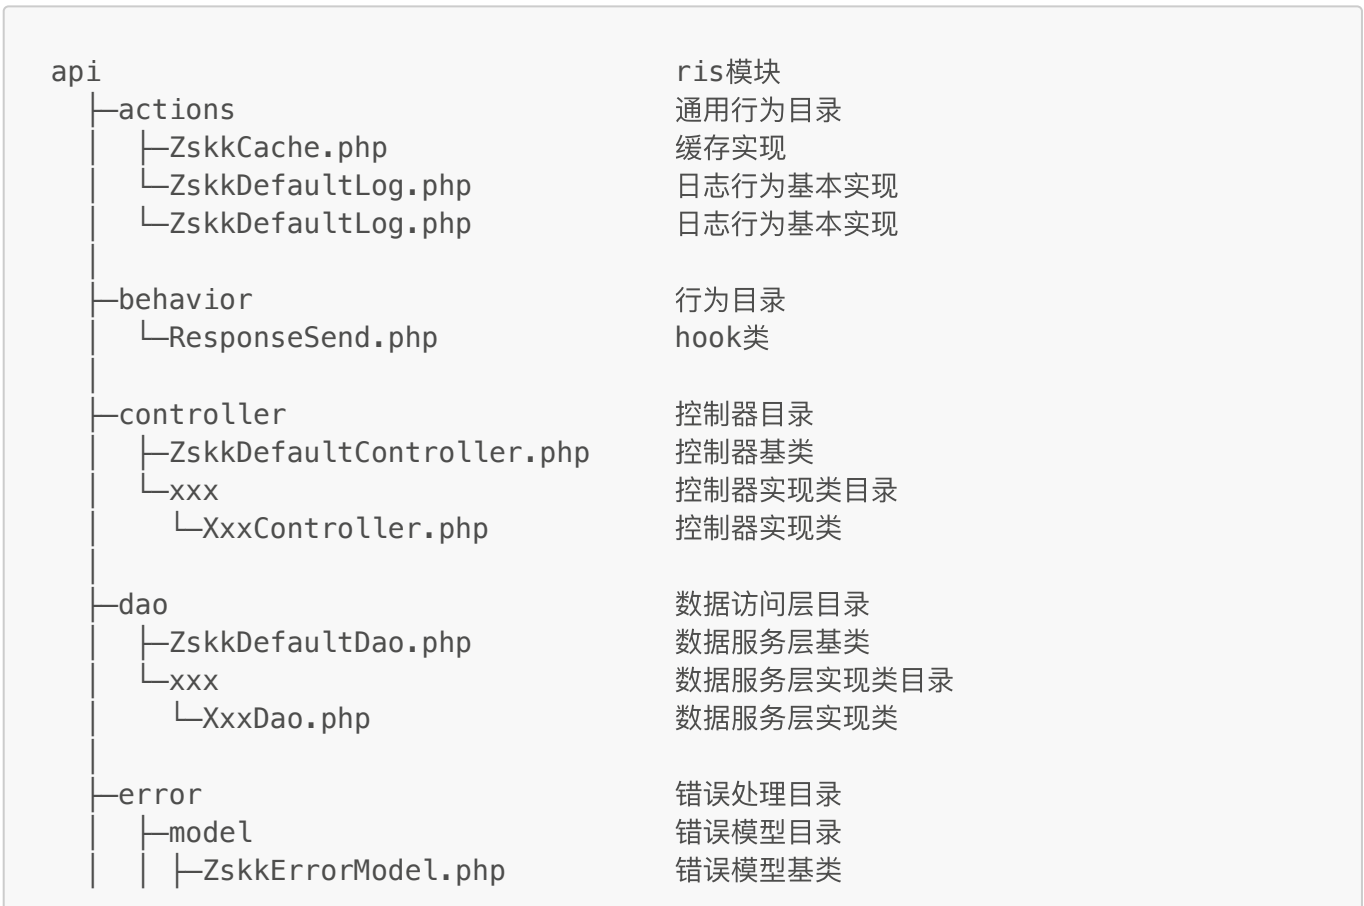 api ris模块
├─actions 通用行为目录
│ ├─ZskkCache.php 缓存实现
│ └─ZskkDefaultLog.php 日志行为基本实现
│ └─ZskkDefaultLog.php 日志行为基本实现
│
├─behavior 行为目录
│ └─ResponseSend.php hook类
│
├─controller 控制器目录
│ ├─ZskkDefaultController.php 控制器基类
│ └─xxx 控制器实现类目录
│ └─XxxController.php 控制器实现类
│
├─dao 数据访问层目录
│ ├─ZskkDefaultDao.php 数据服务层基类
│ └─xxx 数据服务层实现类目录
│ └─XxxDao.php 数据服务层实现类
│
├─error 错误处理目录
│ ├─model 错误模型目录
│ │ ├─ZskkErrorModel.php 错误模型基类